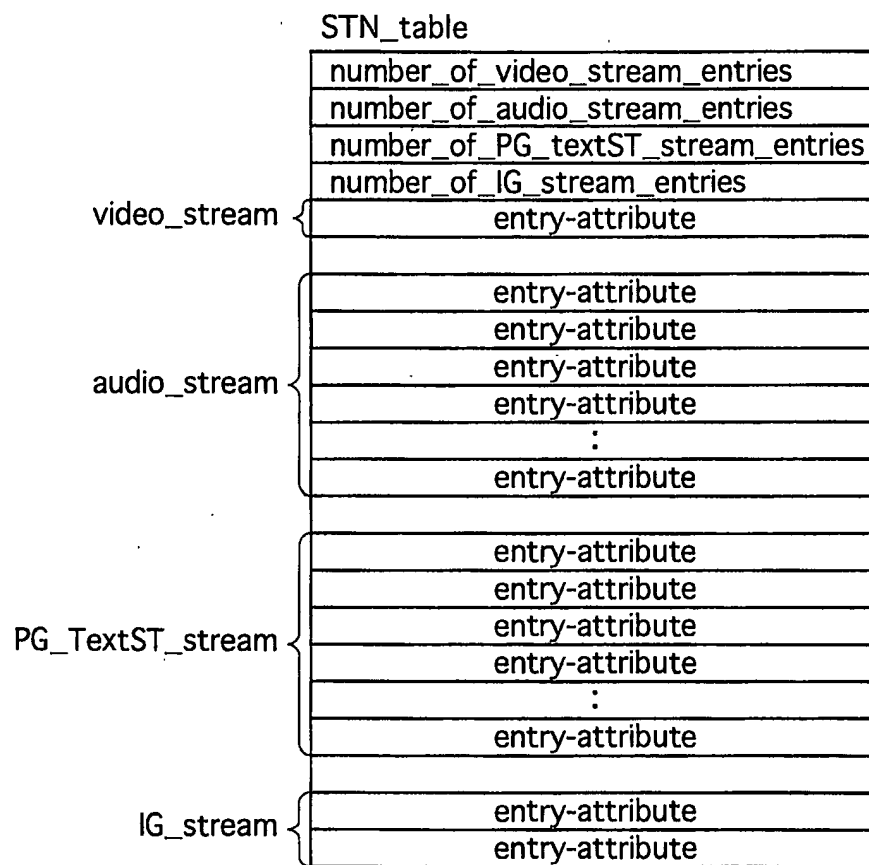 STN_table
number_of_video_stream_entries
number_of_audio_stream_entries
number_of_PG_textST_stream_entries
number_of_IG_stream_entries
video_stream
entry-attribute
audio_stream
entry-attribute
entry-attribute
entry-attribute
entry-attribute
:
entry-attribute
PG_TextST_stream
entry-attribute
entry-attribute
entry-attribute
entry-attribute
:
entry-attribute
IG_stream
entry-attribute
entry-attribute